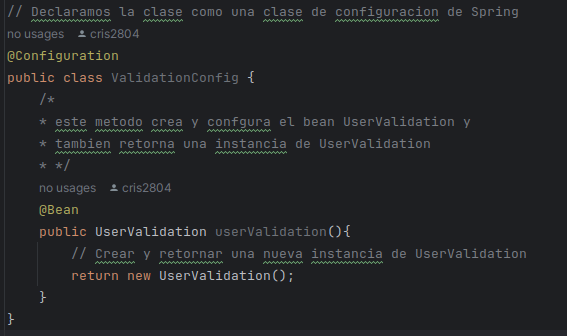 // Declaramos la clase como una clase de configuracion de Spring
no usages cris2804
@Configuration
public class ValidationConfig {
/*
* este metodo crea y confgura el bean UserValidation y
* tambien retorna una instancia de UserValidation
* */
no usages cris2804
@Bean
public UserValidation userValidation(){
// Crear y retornar una nueva instancia de UserValidation
return new UserValidation();
}
}